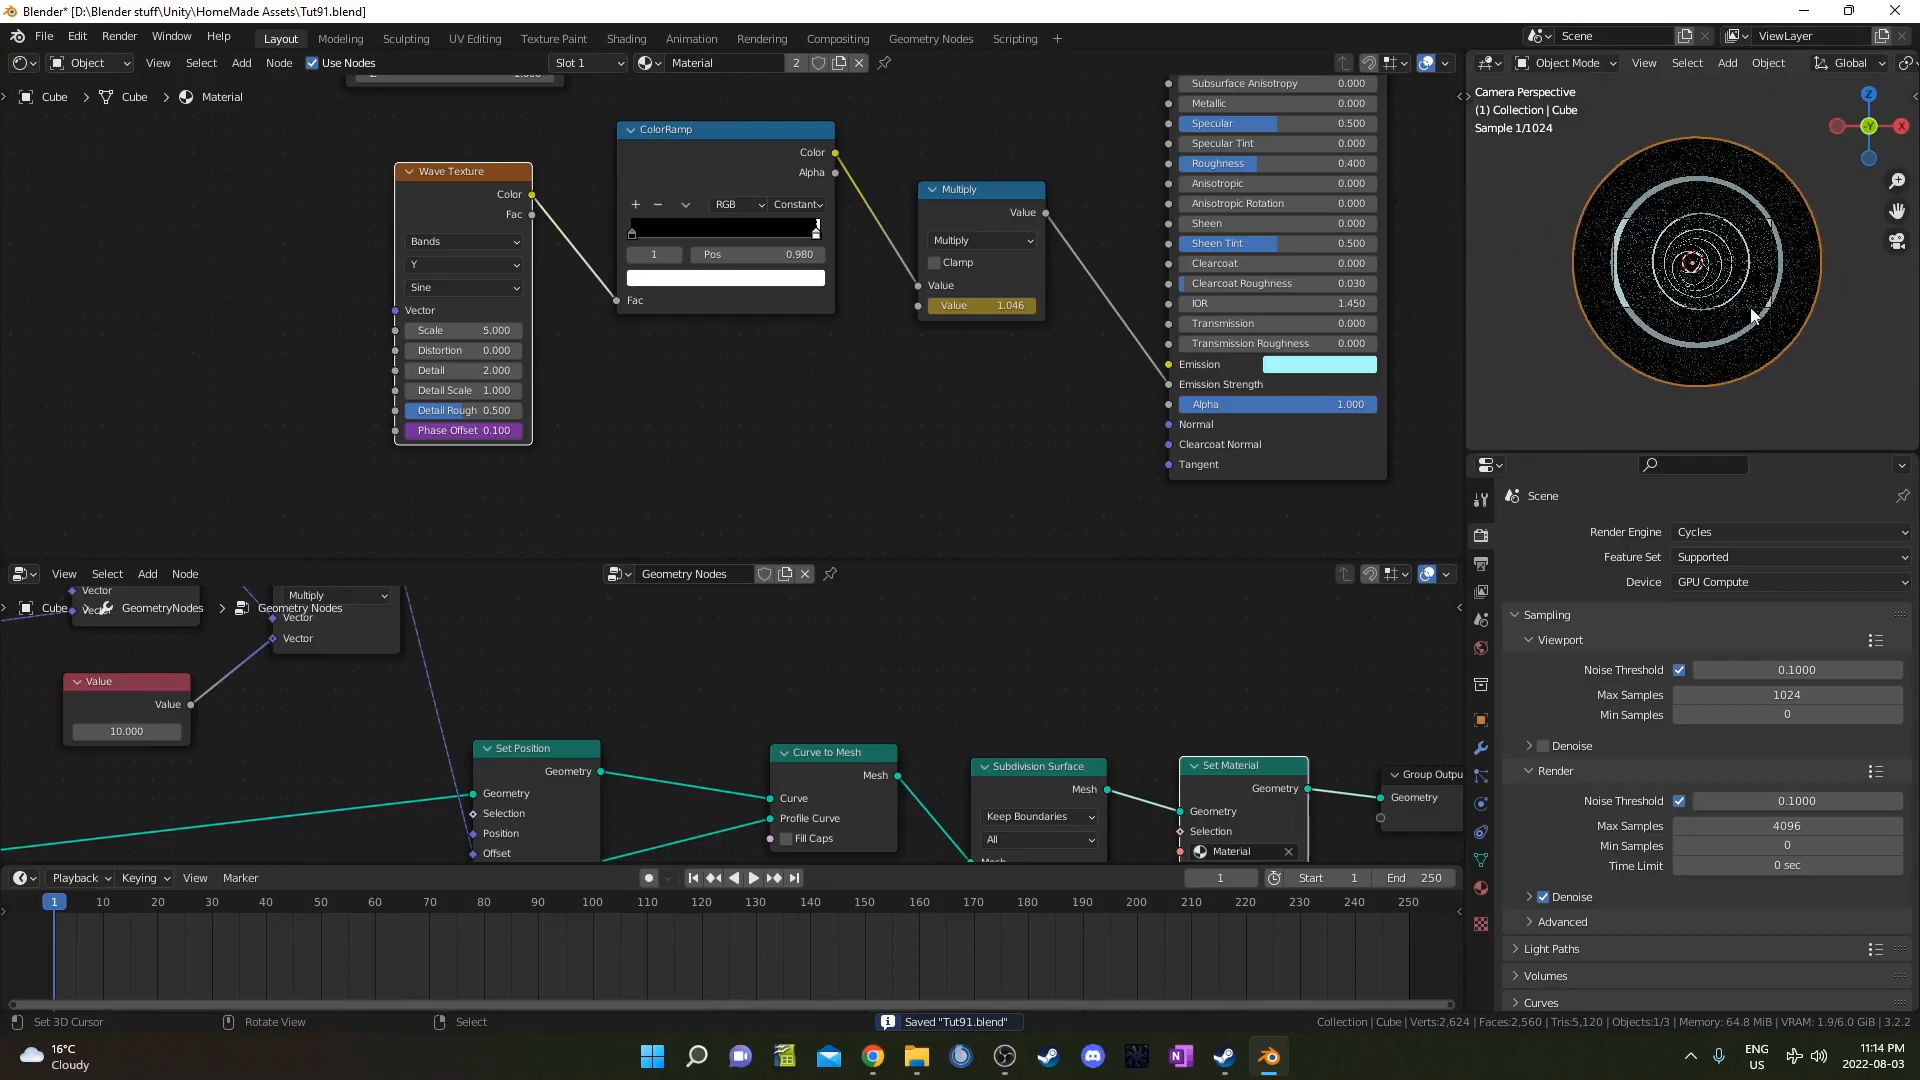 Blender* [D:\Blender stuff\Unity\HomeMade Assets\Tut91.blend]
File Edit Render Window Help Layout Modeling Sculpting UV Editing Texture Paint Shading Animation Rendering Compositing Geometry Nodes Scripting + Scene ViewLayer
Object View Select Add Node Use Nodes Slot 1 Material 2
Object Mode View Select Add Object Global
Cube > Cube > Material
Camera Perspective
(1) Collection | Cube
Sample 1/1024
Z
-Y
X
Wave Texture
Color
Fac
Bands
Y
Sine
Vector
Scale 5.000
Distortion 0.000
Detail 2.000
Detail Scale 1.000
Detail Rough 0.500
Phase Offset 0.100
ColorRamp
Color
Alpha
+ − RGB Constant
1 Pos 0.980
Fac
Multiply
Value
Multiply
Clamp
Value
Value 1.046
Subsurface Anisotropy 0.000
Metallic 0.000
Specular 0.500
Specular Tint 0.000
Roughness 0.400
Anisotropic 0.000
Anisotropic Rotation 0.000
Sheen 0.000
Sheen Tint 0.500
Clearcoat 0.000
Clearcoat Roughness 0.030
IOR 1.450
Transmission 0.000
Transmission Roughness 0.000
Emission
Emission Strength
Alpha 1.000
Normal
Clearcoat Normal
Tangent
View Select Add Node Geometry Nodes
Cube > GeometryNodes > Geometry Nodes
Vector
Multiply
Vector
Vector
Value
Value
10.000
Set Position
Geometry
Geometry
Selection
Position
Offset
Curve to Mesh
Mesh
Curve
Profile Curve
Fill Caps
Subdivision Surface
Mesh
Keep Boundaries
All
Set Material
Geometry
Geometry
Selection
Material
Group Outpu
Geometry
Scene
Render Engine Cycles
Feature Set Supported
Device GPU Compute
Sampling
Viewport
Noise Threshold 0.1000
Max Samples 1024
Min Samples 0
Denoise
Render
Noise Threshold 0.1000
Max Samples 4096
Min Samples 0
Time Limit 0 sec
Denoise
Advanced
Light Paths
Volumes
Curves
Playback Keying View Marker 1 Start 1 End 250
1 10 20 30 40 50 60 70 80 90 100 110 120 130 140 150 160 170 180 190 200 210 220 230 240 250
Set 3D Cursor Rotate View Select Saved "Tut91.blend" Collection | Cube | Verts:2,624 | Faces:2,560 | Tris:5,120 | Objects:1/3 | Memory: 64.8 MiB | VRAM: 1.9/6.0 GiB | 3.2.2
16°C
Cloudy
ENG
US
11:14 PM
2022-08-03